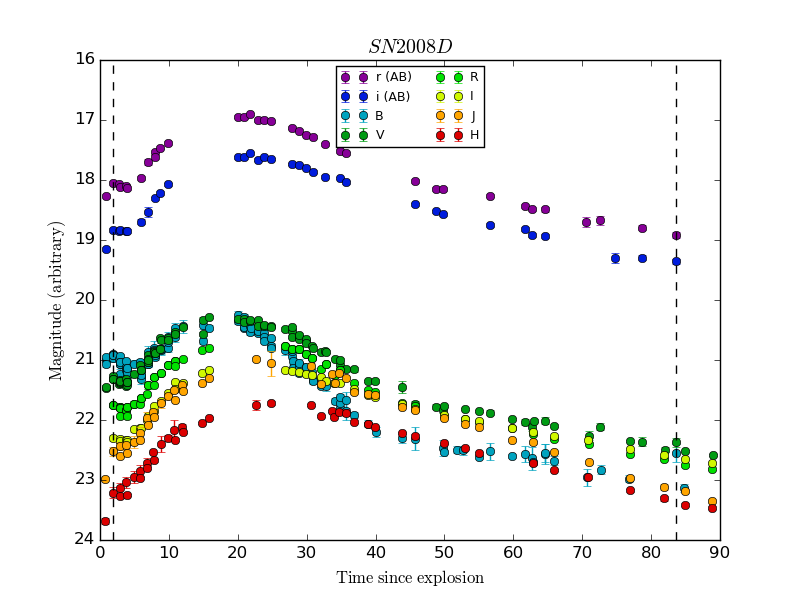 SN2008D
16
r (AB) R
i (AB) I
B J
V H
17
18
19
20
21
22
23
24
Magnitude (arbitrary)
0 10 20 30 40 50 60 70 80 90
Time since explosion